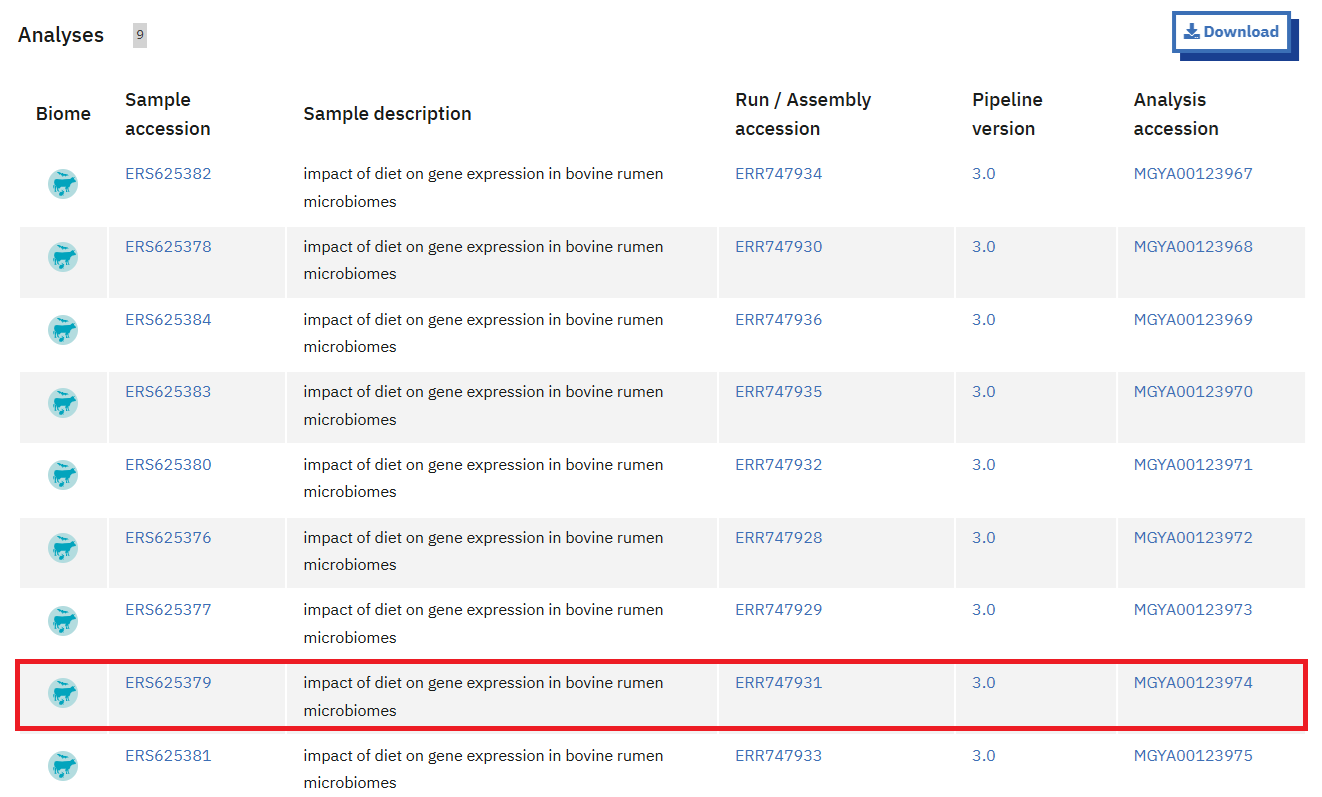 Analyses 9
Download
Biome Sample accession Sample description Run / Assembly accession Pipeline version Analysis accession
ERS625382 impact of diet on gene expression in bovine rumen ERR747934 3.0 MGYA00123967
microbiomes
ERS625378 impact of diet on gene expression in bovine rumen ERR747930 3.0 MGYA00123968
microbiomes
ERS625384 impact of diet on gene expression in bovine rumen ERR747936 3.0 MGYA00123969
microbiomes
ERS625383 impact of diet on gene expression in bovine rumen ERR747935 3.0 MGYA00123970
microbiomes
ERS625380 impact of diet on gene expression in bovine rumen ERR747932 3.0 MGYA00123971
microbiomes
ERS625376 impact of diet on gene expression in bovine rumen ERR747928 3.0 MGYA00123972
microbiomes
ERS625377 impact of diet on gene expression in bovine rumen ERR747929 3.0 MGYA00123973
microbiomes
ERS625379 impact of diet on gene expression in bovine rumen ERR747931 3.0 MGYA00123974
microbiomes
ERS625381 impact of diet on gene expression in bovine rumen ERR747933 3.0 MGYA00123975
microbiomes